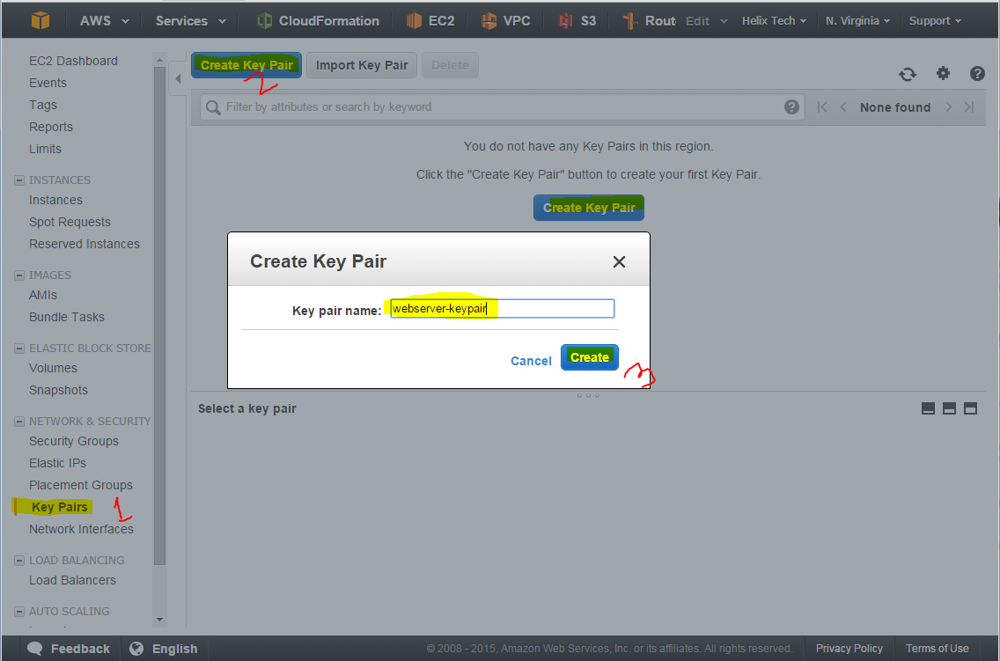 AWS Services CloudFormation EC2 VPC S3 Rout Edit Helix Tech N. Virginia Support
EC2 Dashboard
Events
Tags
Reports
Limits
INSTANCES
Instances
Spot Requests
Reserved Instances
IMAGES
AMIs
Bundle Tasks
ELASTIC BLOCK STORE
Volumes
Snapshots
NETWORK & SECURITY
Security Groups
Elastic IPs
Placement Groups
Key Pairs 1
Network Interfaces
LOAD BALANCING
Load Balancers
AUTO SCALING
Create Key Pair Import Key Pair Delete
2
Filter by attributes or search by keyword ? None found
You do not have any Key Pairs in this region.
Click the "Create Key Pair" button to create your first Key Pair.
Create Key Pair
Create Key Pair
Key pair name: webserver-keypair
Cancel Create
3
Select a key pair
Feedback English © 2008 - 2015, Amazon Web Services, Inc. or its affiliates. All rights reserved. Privacy Policy Terms of Use